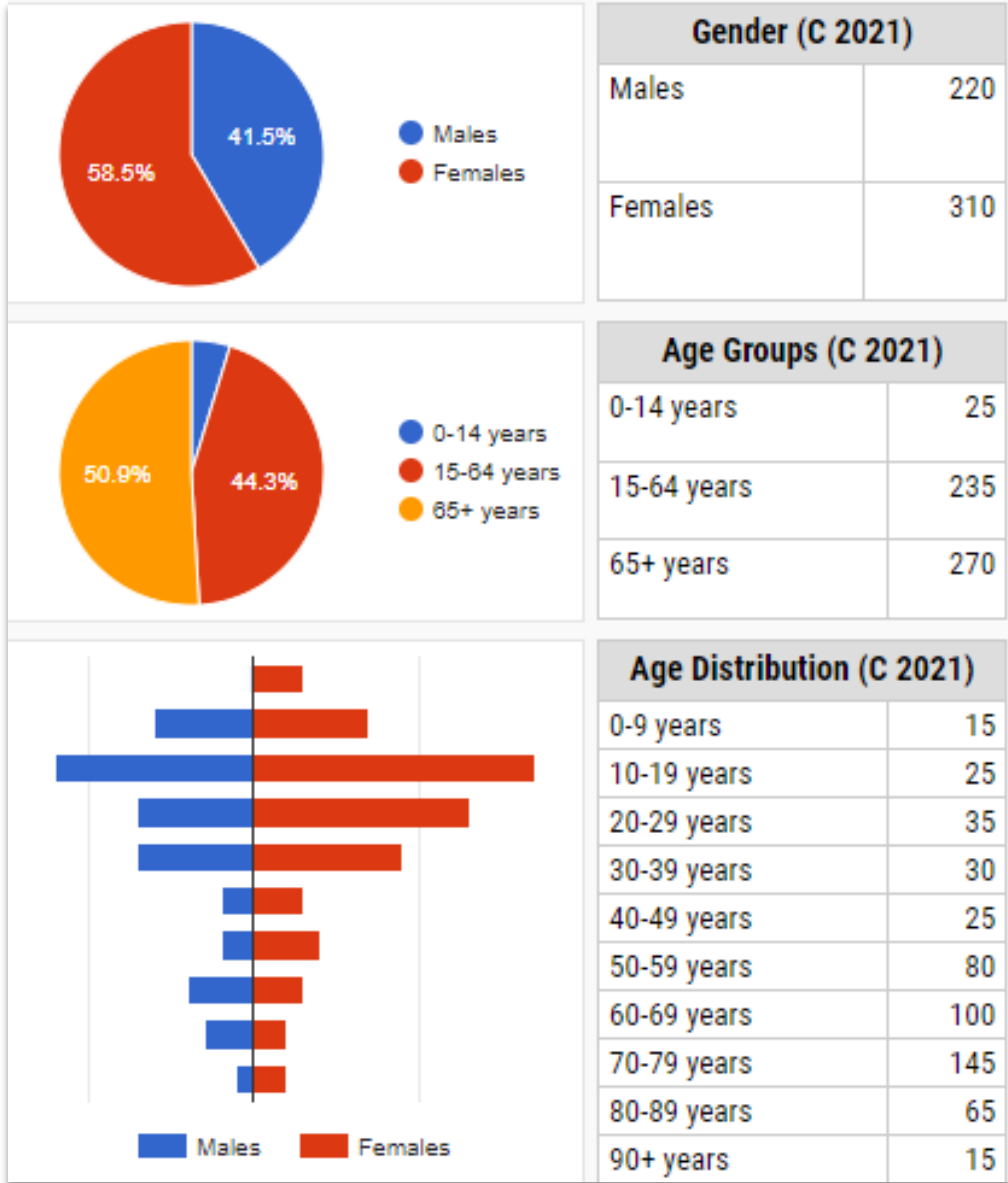 41.5%
58.5%
Males
Females
Gender (C 2021)
Males 220
Females 310
50.9%
44.3%
0-14 years
15-64 years
65+ years
Age Groups (C 2021)
0-14 years 25
15-64 years 235
65+ years 270
Males Females
Age Distribution (C 2021)
0-9 years 15
10-19 years 25
20-29 years 35
30-39 years 30
40-49 years 25
50-59 years 80
60-69 years 100
70-79 years 145
80-89 years 65
90+ years 15